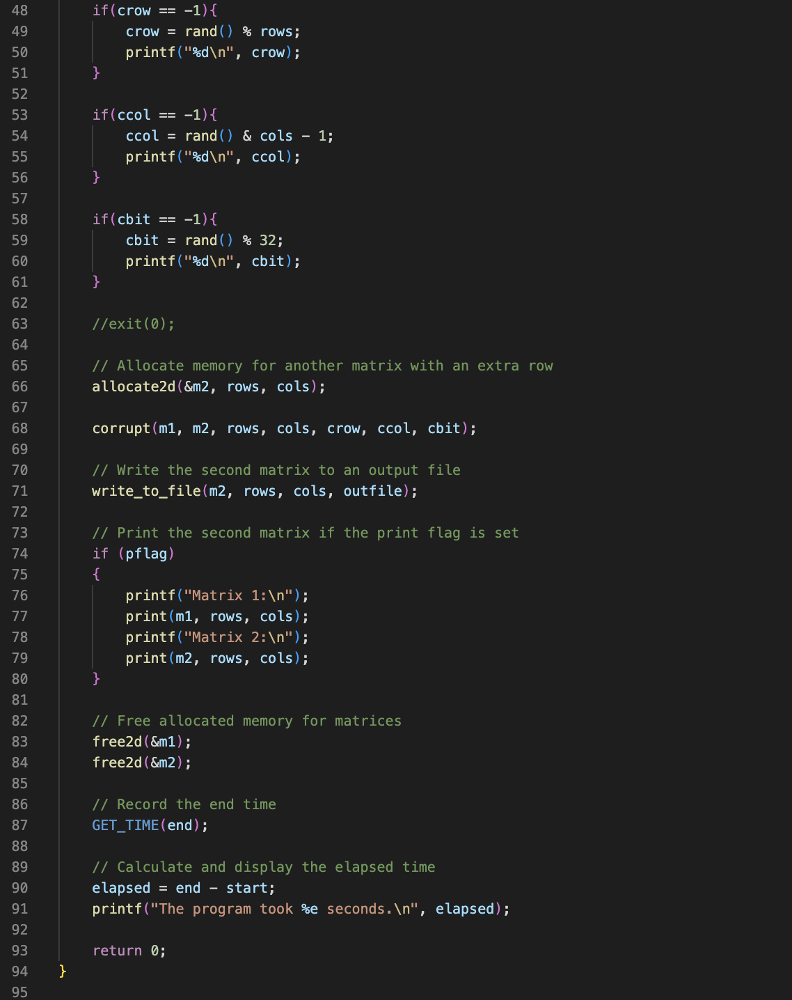 48 if(crow == -1){
49 crow = rand() % rows;
50 printf("%d\n", crow);
51 }
52
53 if(ccol == -1){
54 ccol = rand() & cols - 1;
55 printf("%d\n", ccol);
56 }
57
58 if(cbit == -1){
59 cbit = rand() % 32;
60 printf("%d\n", cbit);
61 }
62
63 //exit(0);
64
65 // Allocate memory for another matrix with an extra row
66 allocate2d(&m2, rows, cols);
67
68 corrupt(m1, m2, rows, cols, crow, ccol, cbit);
69
70 // Write the second matrix to an output file
71 write_to_file(m2, rows, cols, outfile);
72
73 // Print the second matrix if the print flag is set
74 if (pflag)
75 {
76 printf("Matrix 1:\n");
77 print(m1, rows, cols);
78 printf("Matrix 2:\n");
79 print(m2, rows, cols);
80 }
81
82 // Free allocated memory for matrices
83 free2d(&m1);
84 free2d(&m2);
85
86 // Record the end time
87 GET_TIME(end);
88
89 // Calculate and display the elapsed time
90 elapsed = end - start;
91 printf("The program took %e seconds.\n", elapsed);
92
93 return 0;
94 }
95